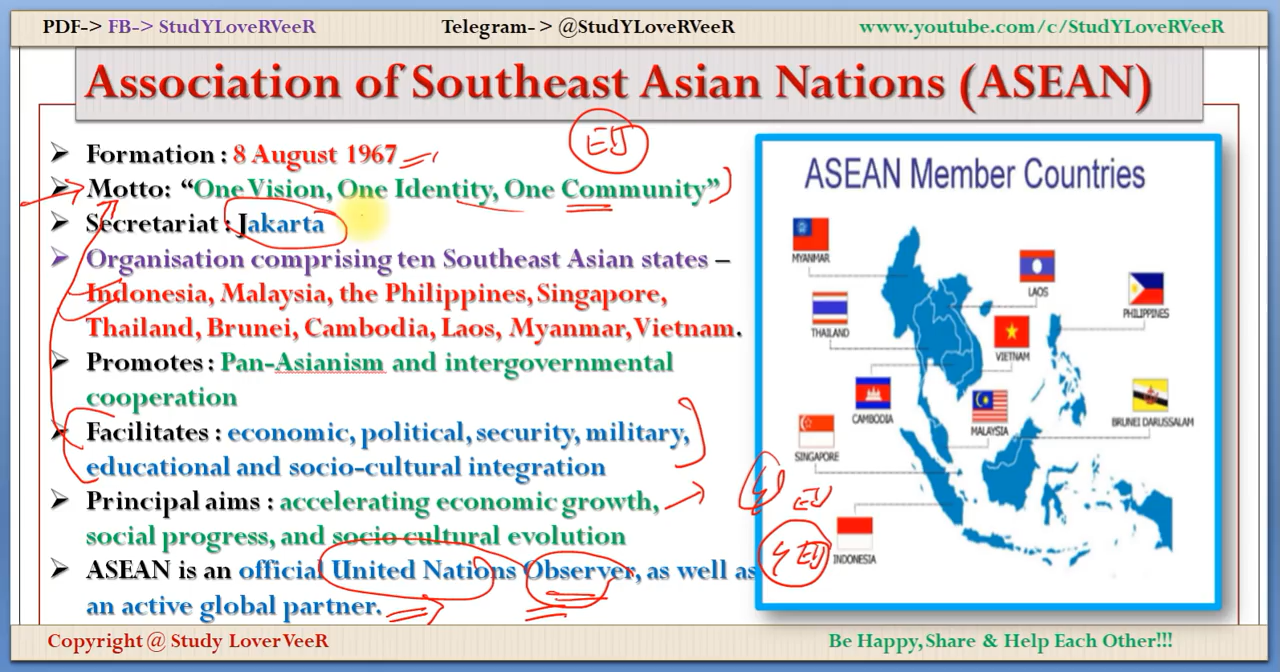 PDF-> FB-> StudYLoveRVeeR
Telegram- > @StudYLoveRVeeR
www.youtube.com/c/StudYLoveRVeeR
Association of Southeast Asian Nations (ASEAN)
Formation : 8 August 1967
Motto: “One Vision, One Identity, One Community”
Secretariat : Jakarta
Organisation comprising ten Southeast Asian states –
Indonesia, Malaysia, the Philippines, Singapore,
Thailand, Brunei, Cambodia, Laos, Myanmar, Vietnam.
Promotes : Pan-Asianism and intergovernmental
cooperation
Facilitates : economic, political, security, military,
educational and socio-cultural integration
Principal aims : accelerating economic growth,
social progress, and socio cultural evolution
ASEAN is an official United Nations Observer, as well as
an active global partner.
EU
ASEAN Member Countries
MYANMAR
LAOS
PHILIPPINES
THAILAND
VIETNAM
CAMBODIA
MALAYSIA
BRUNEI DARUSSALAM
SINGAPORE
EU
INDONESIA
Copyright @ Study LoverVeeR
Be Happy, Share & Help Each Other!!!